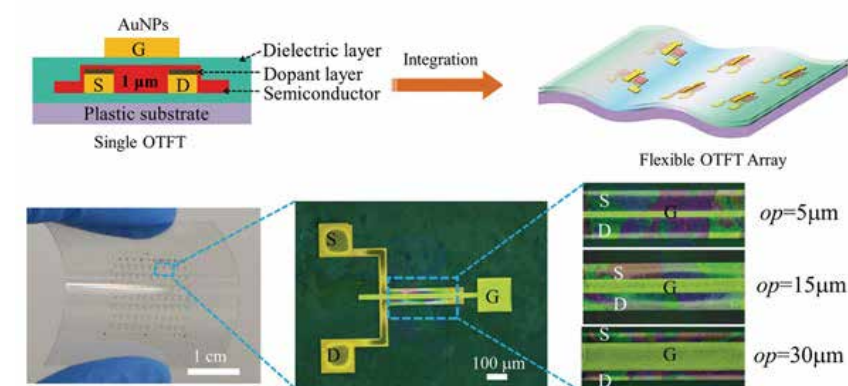 AuNPs
G
Dielectric layer
Dopant layer
Semiconductor
S
1 μm
D
Plastic substrate
Single OTFT
Integration
Flexible OTFT Array
1 cm
S
D
G
100 μm
S
G
D
op=5μm
S
G
D
op=15μm
S
G
D
op=30μm